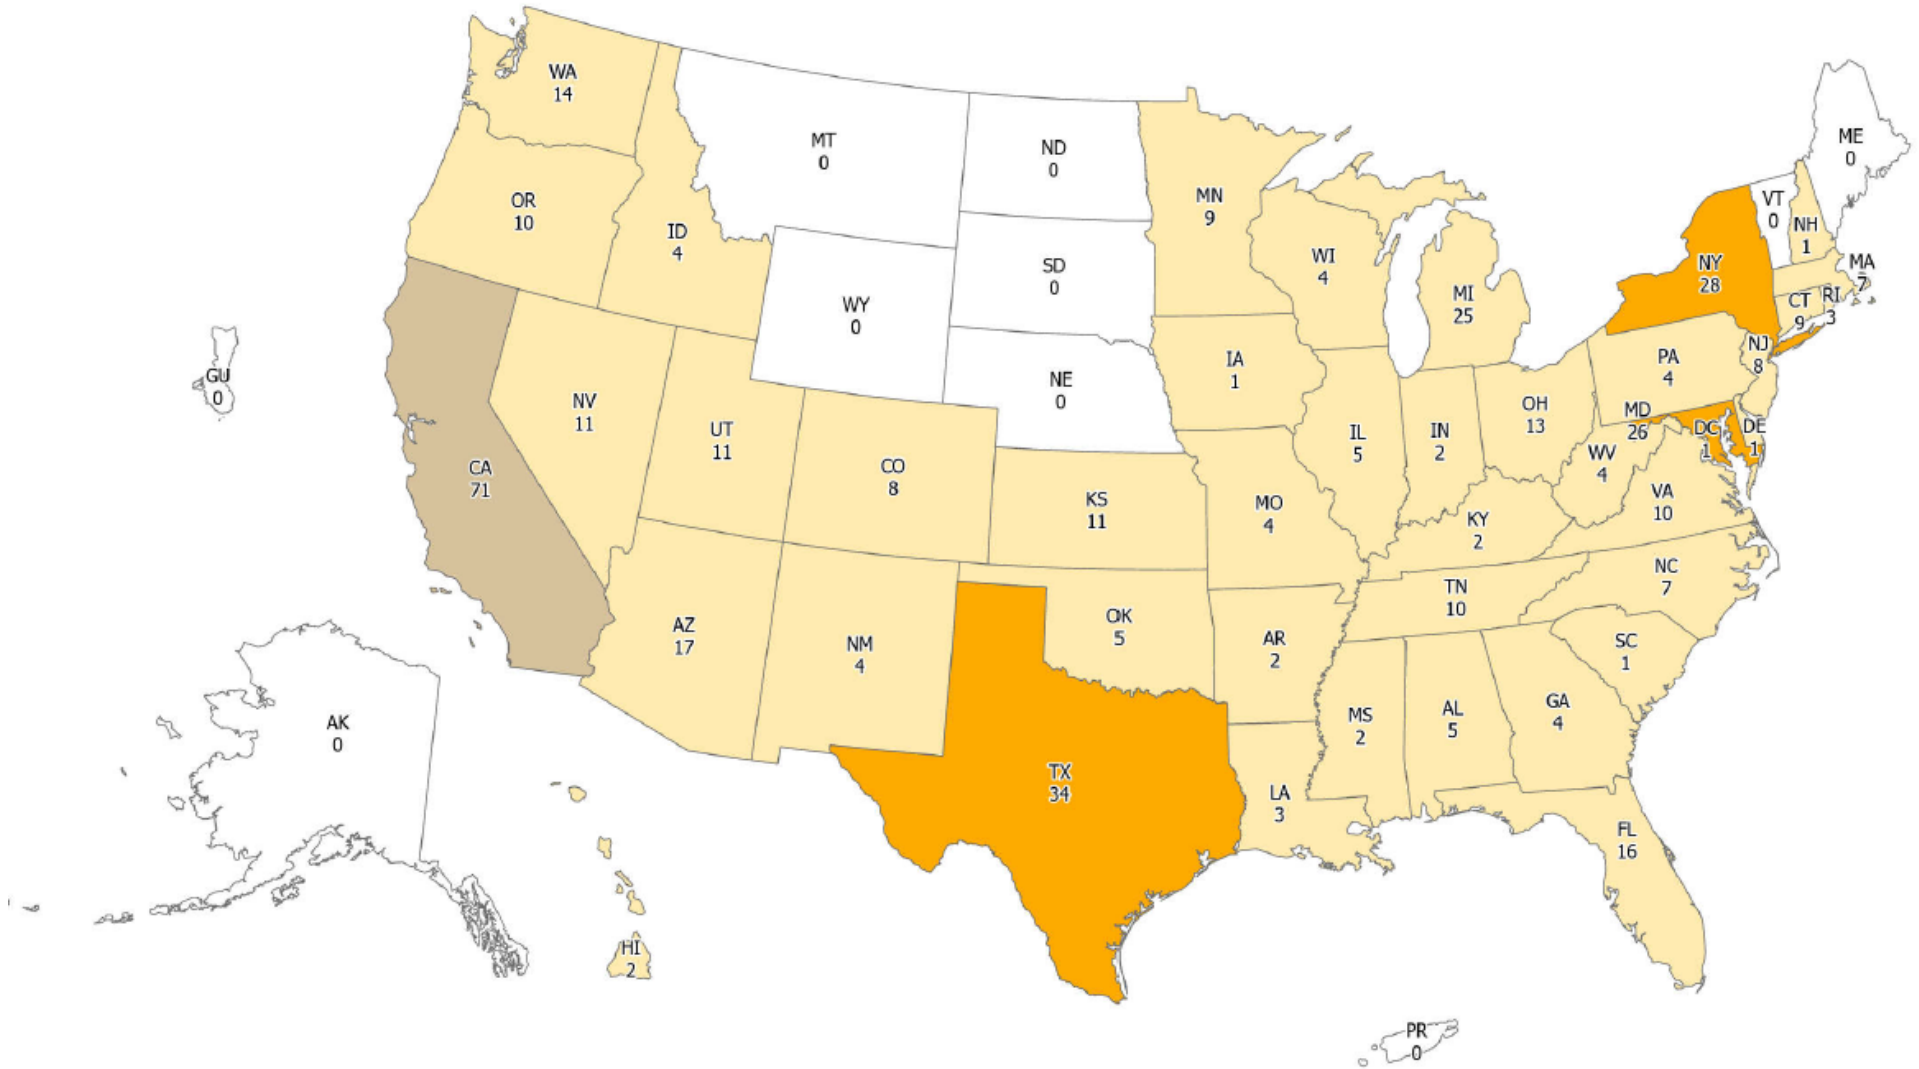 WA
14
MT
0
ND
0
ME
0
OR
10
ID
4
MN
9
VT
0
NH
1
WI
4
NY
28
MA
7
SD
0
WY
0
MI
25
CT
9
RI
3
GU
0
NV
11
UT
11
NE
0
IA
1
PA
4
NJ
8
CA
71
CO
8
IL
5
IN
2
OH
13
MD
26
DC
1
DE
1
WV
4
KS
11
MO
4
KY
2
VA
10
AZ
17
NM
4
OK
5
AR
2
TN
10
NC
7
SC
1
AK
0
TX
34
MS
2
AL
5
GA
4
LA
3
FL
16
HI
2
PR
0